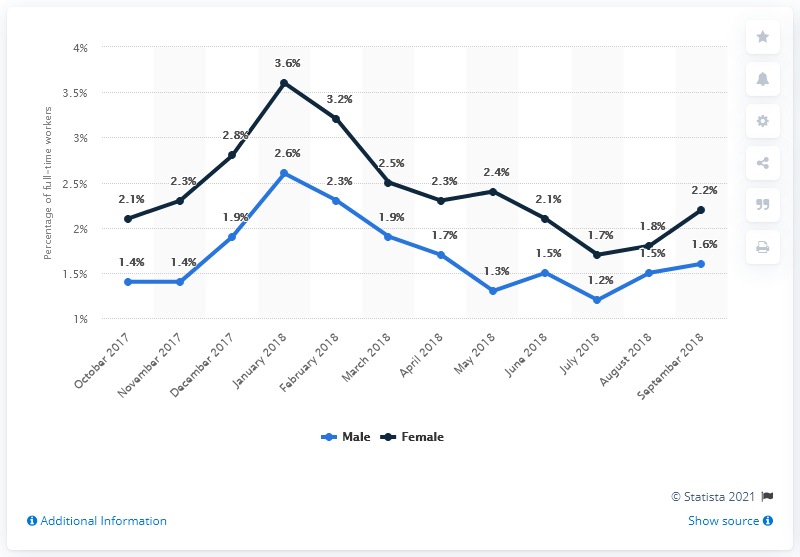 4%
3.5%
3%
2.5%
2%
1.5%
1%
Percentage of full-time workers
3.6%
3.2%
2.8%
2.6%
2.5%
2.4%
2.3%
2.3%
2.3%
2.1%
2.1%
2.2%
1.9%
1.9%
1.8%
1.7%
1.7%
1.6%
1.5%
1.5%
1.4%
1.4%
1.3%
1.2%
October 2017
November 2017
December 2017
January 2018
February 2018
March 2018
April 2018
May 2018
June 2018
July 2018
August 2018
September 2018
Male
Female
© Statista 2021
Additional Information
Show source